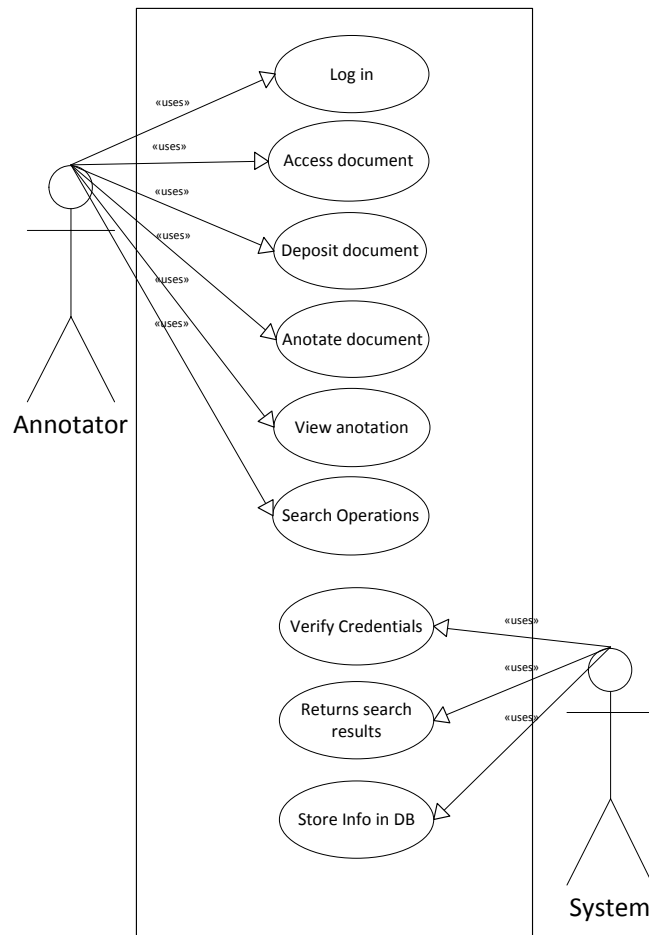 Log in
«uses»
Access document
«uses»
Deposit document
«uses»
«uses»
Anotate document
«uses»
«uses»
View anotation
Annotator
Search Operations
Verify Credentials
«uses»
Returns search
results
«uses»
«uses»
Store Info in DB
System